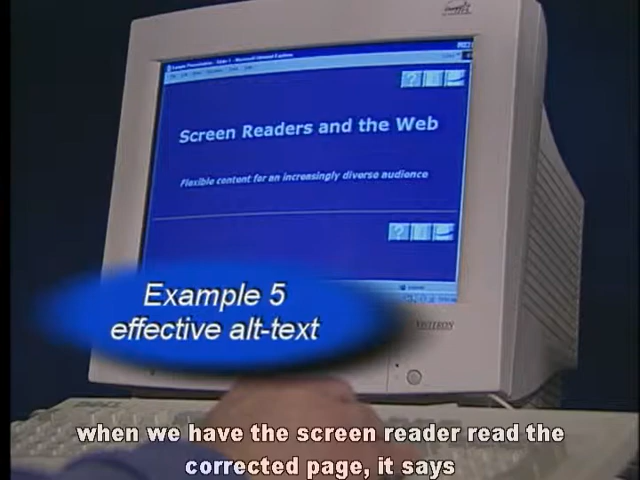 Screen Readers and the Web
Flexible content for an increasingly diverse audience
Example 5
effective alt-text
when we have the screen reader read the
corrected page, it says